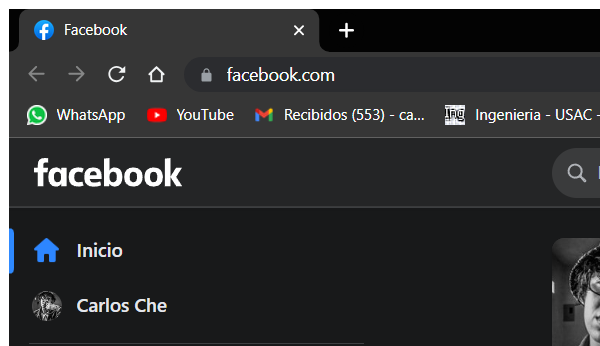 Facebook
facebook.com
WhatsApp YouTube Recibidos (553) - ca... Ingenieria - USAC -
facebook
Inicio
Carlos Che